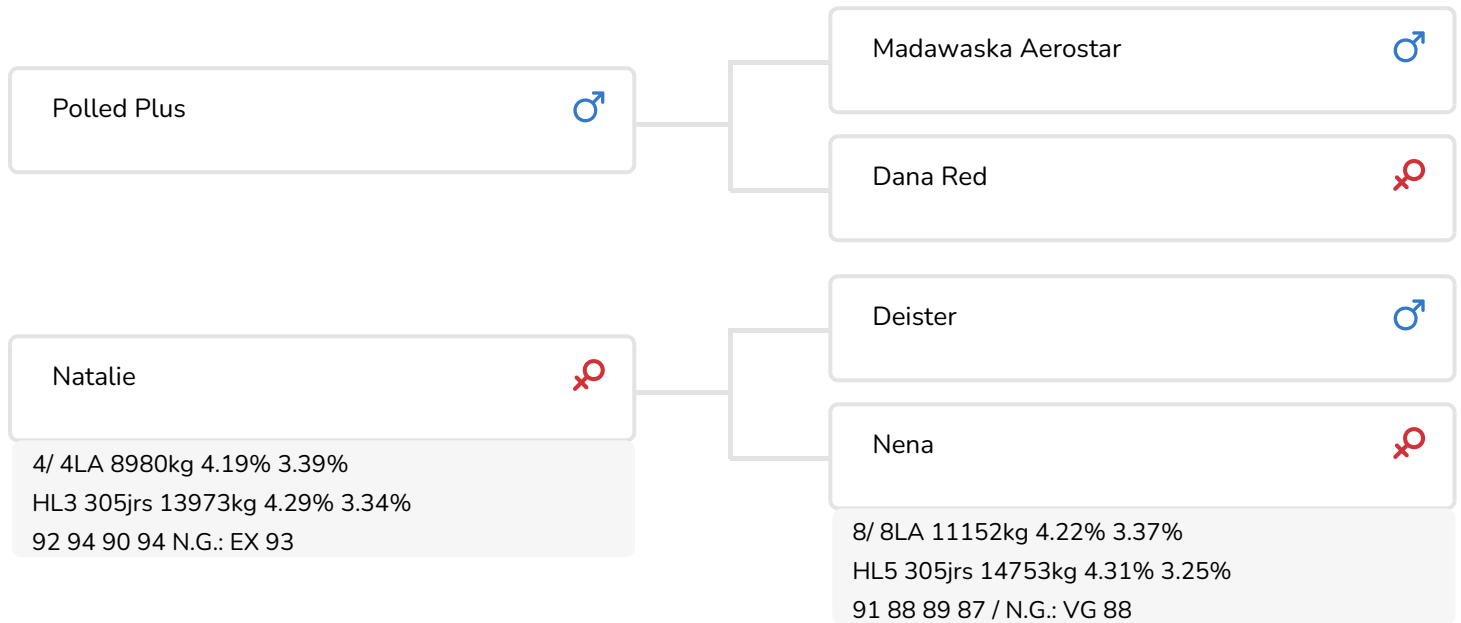 Polled Plus
Madawaska Aerostar
Dana Red
Natalie
4/ 4LA 8980kg 4.19% 3.39%
HL3 305jrs 13973kg 4.29% 3.34%
92 94 90 94 N.G.: EX 93
Deister
Nena
8/ 8LA 11152kg 4.22% 3.37%
HL5 305jrs 14753kg 4.31% 3.25%
91 88 89 87 / N.G.: VG 88